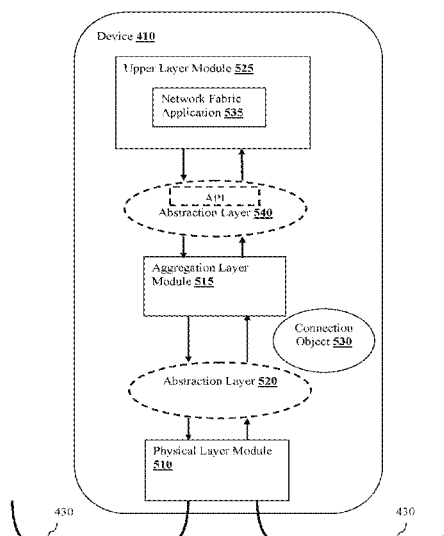 Device 410
Upper Layer Module 525
Network Fabric
Application 535
API
Abstraction Layer 540
Aggregation Layer
Module 515
Connection
Object 530
Abstraction Layer 520
Physical Layer Module
510
430
430